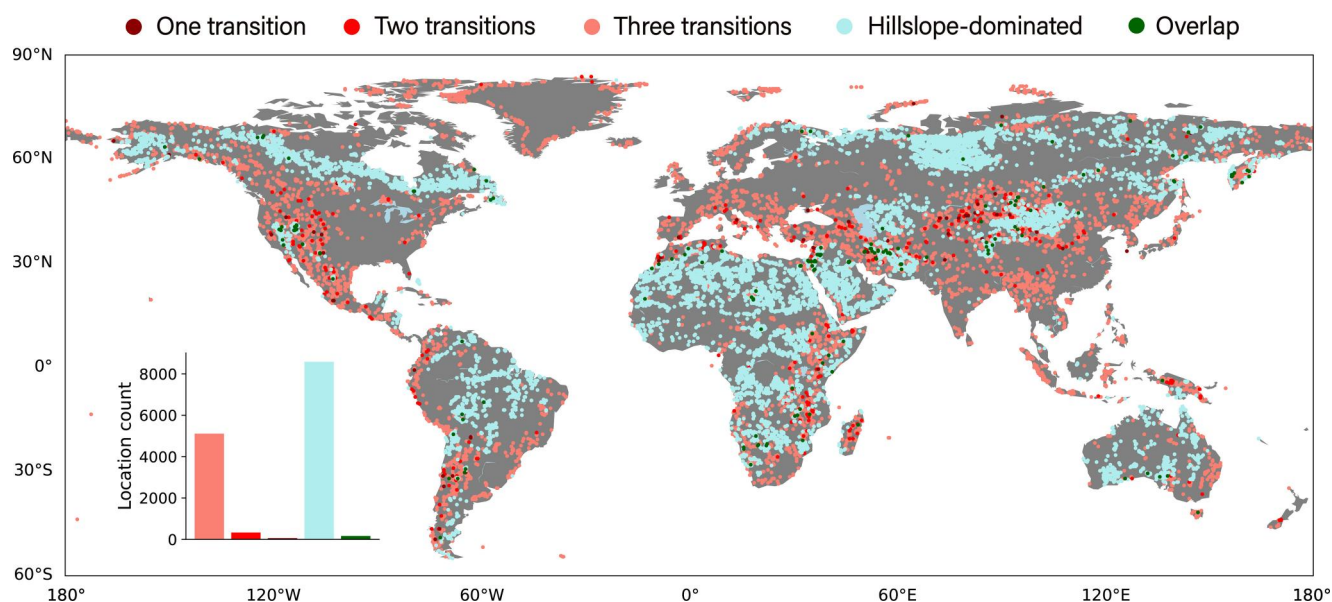 One transition Two transitions Three transitions Hillslope-dominated Overlap
90°N
60°N
30°N
0°
30°S
60°S
Location count
8000
6000
4000
2000
0
180° 120°W 60°W 0° 60°E 120°E 180°